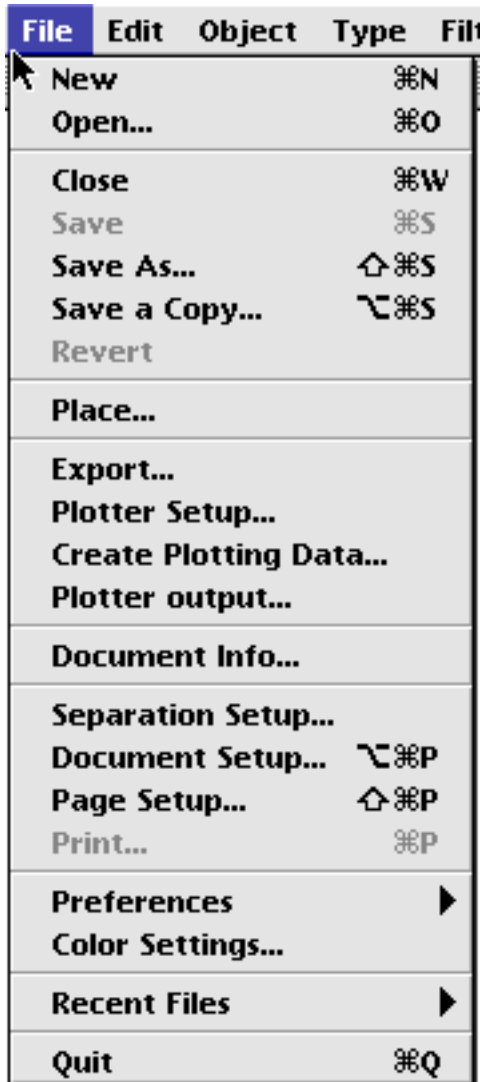 File Edit Object Type Filt
New ⌘N
Open... ⌘O
Close ⌘W
Save ⌘S
Save As... ⇧⌘S
Save a Copy... ⌥⌘S
Revert
Place...
Export...
Plotter Setup...
Create Plotting Data...
Plotter output...
Document Info...
Separation Setup...
Document Setup... ⌥⌘P
Page Setup... ⇧⌘P
Print... ⌘P
Preferences
Color Settings...
Recent Files
Quit ⌘Q